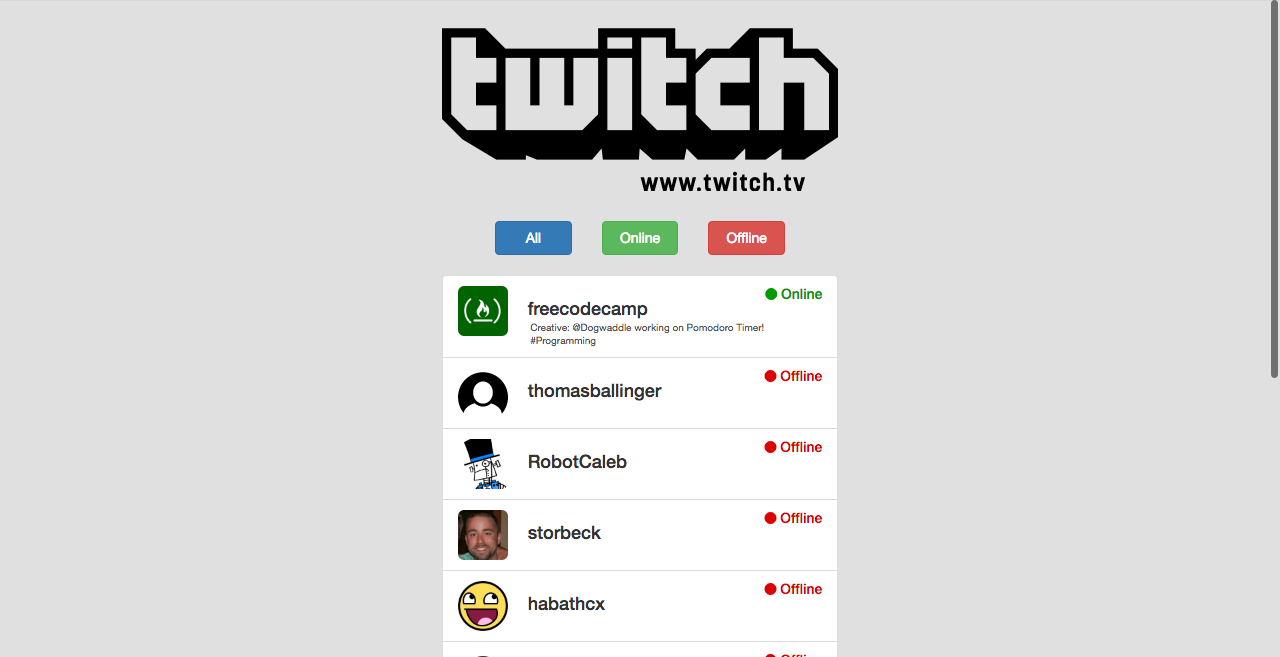 twitch
www.twitch.tv
All Online Offline
Online
freecodecamp
Creative: @Dogwaddle working on Pomodoro Timer!
#Programming
Offline
thomasballinger
Offline
RobotCaleb
Offline
storbeck
Offline
habathcx
Offline